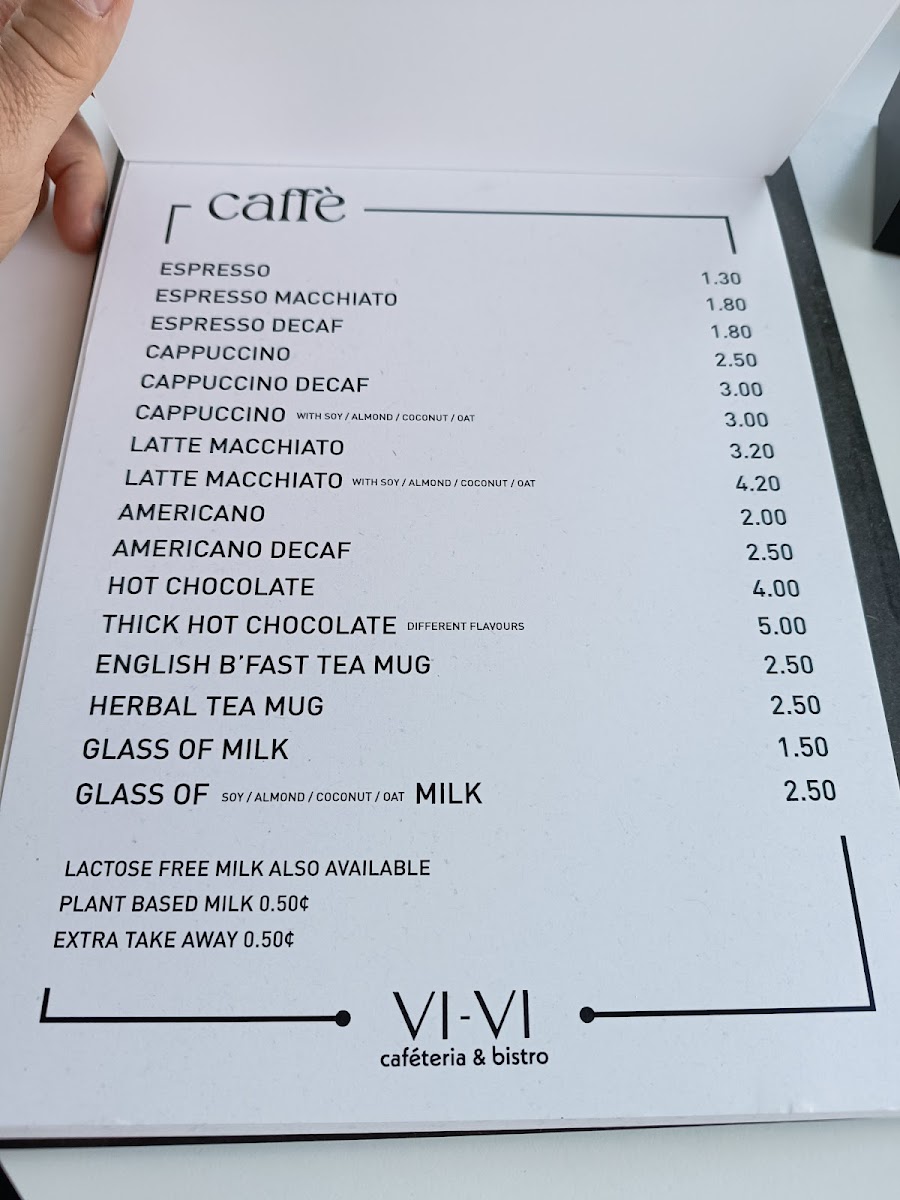 caffè
ESPRESSO 1.30
ESPRESSO MACCHIATO 1.80
ESPRESSO DECAF 1.80
CAPPUCCINO 2.50
CAPPUCCINO DECAF 3.00
CAPPUCCINO WITH SOY / ALMOND / COCONUT / OAT 3.00
LATTE MACCHIATO 3.20
LATTE MACCHIATO WITH SOY / ALMOND / COCONUT / OAT 4.20
AMERICANO 2.00
AMERICANO DECAF 2.50
HOT CHOCOLATE 4.00
THICK HOT CHOCOLATE DIFFERENT FLAVOURS 5.00
ENGLISH B'FAST TEA MUG 2.50
HERBAL TEA MUG 2.50
GLASS OF MILK 1.50
GLASS OF SOY / ALMOND / COCONUT / OAT MILK 2.50
LACTOSE FREE MILK ALSO AVAILABLE
PLANT BASED MILK 0.50¢
EXTRA TAKE AWAY 0.50¢
VI-VI
caféteria & bistro